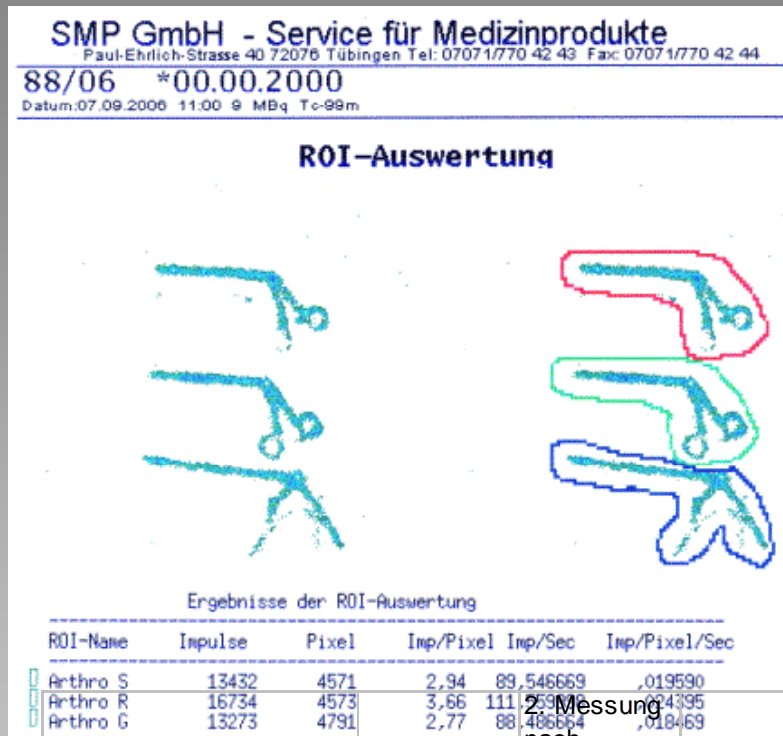 SMP GmbH - Service für Medizinprodukte
Paul-Ehrlich-Strasse 40 72076 Tübingen Tel: 07071/770 42 43 Fax: 07071/770 42 44
88/06 *00.00.2000
Datum:07.09.2006 11:00 9 MBq Tc-99m
ROI-Auswertung
Ergebnisse der ROI-Auswertung
ROI-Name Impulse Pixel Imp/Pixel Imp/Sec Imp/Pixel/Sec
Arthro S 13432 4571 2,94 89,546669 ,019590
Arthro R 16734 4573 3,66
2. Messung
Arthro G 13273 4791 2,77 88,486664 ,018469